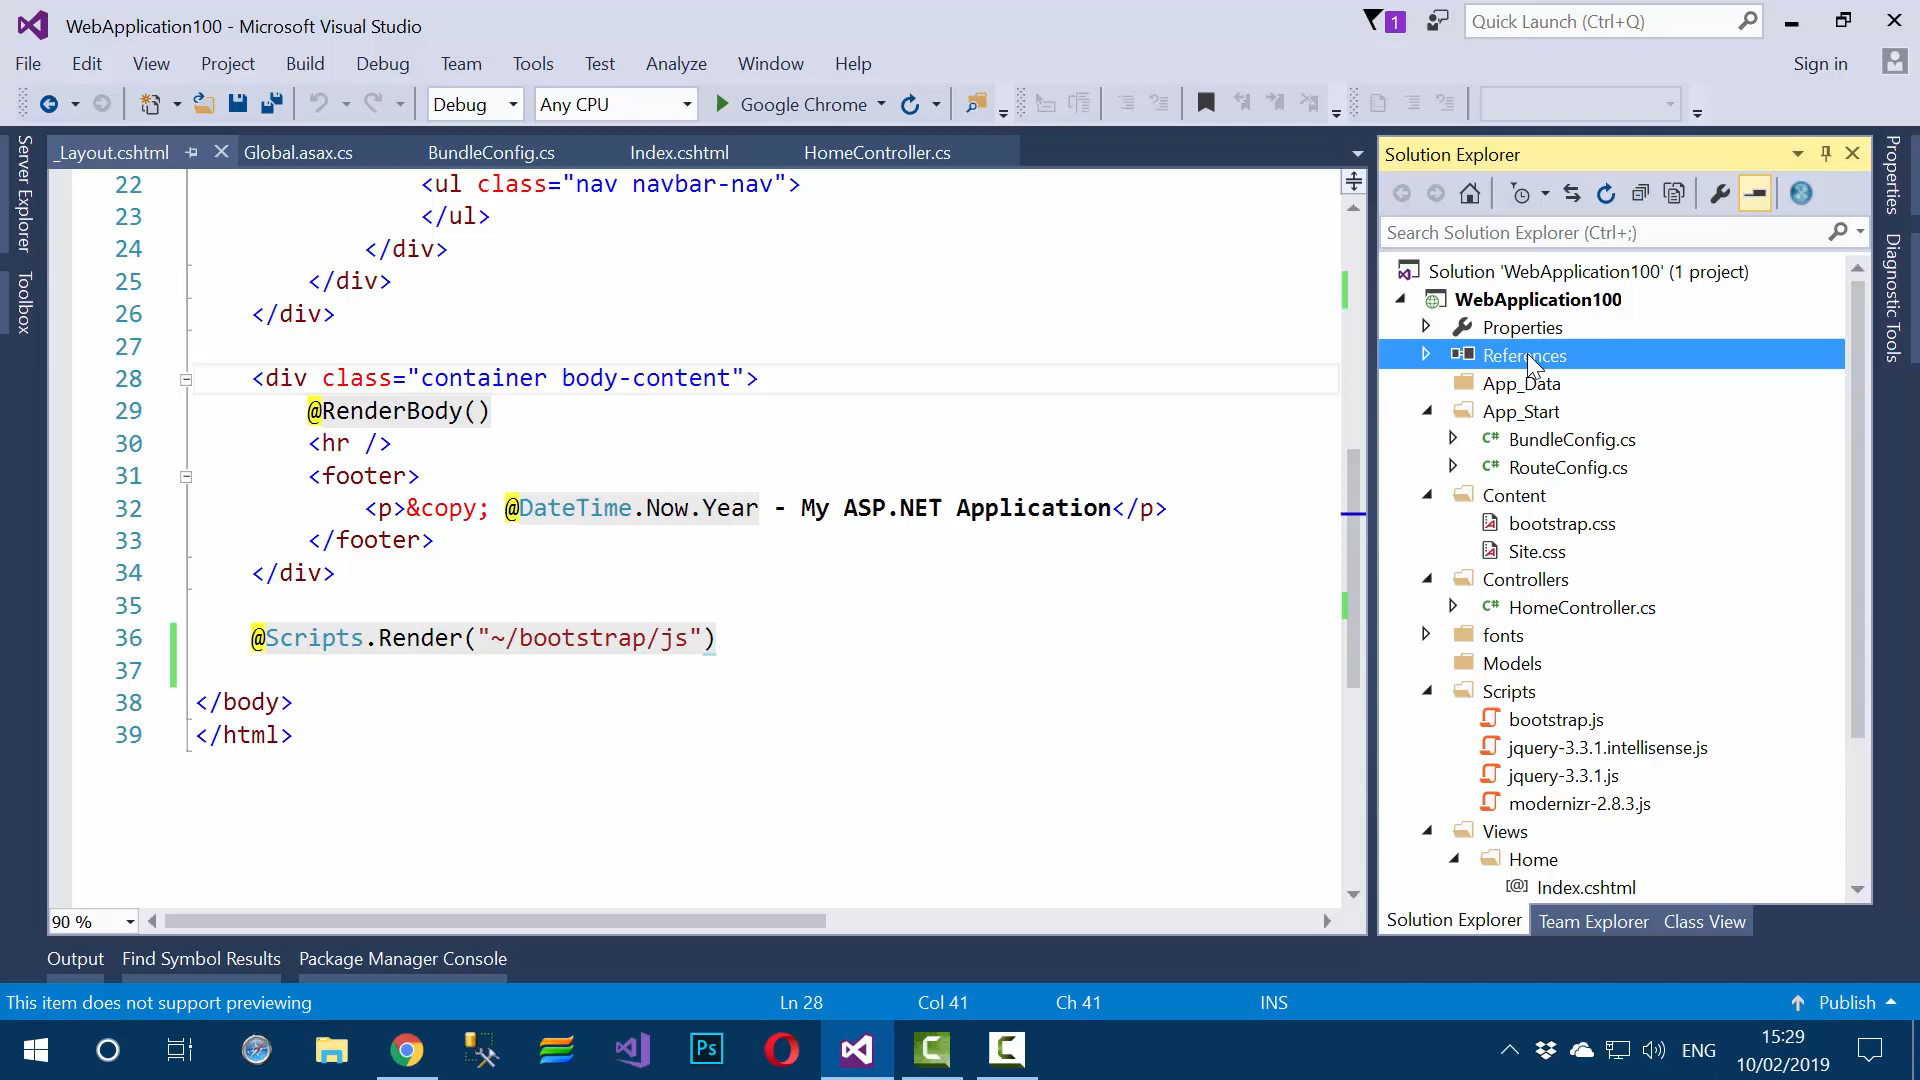 WebApplication100 - Microsoft Visual Studio
1
Quick Launch (Ctrl+Q)
File Edit View Project Build Debug Team Tools Test Analyze Window Help
Sign in
Debug Any CPU Google Chrome
Server Explorer
Toolbox
_Layout.cshtml Global.asax.cs BundleConfig.cs Index.cshtml HomeController.cs
22 <ul class="nav navbar-nav">
23 </ul>
24 </div>
25 </div>
26 </div>
27
28 <div class="container body-content">
29 @RenderBody()
30 <hr />
31 <footer>
32 <p>&copy; @DateTime.Now.Year - My ASP.NET Application</p>
33 </footer>
34 </div>
35
36 @Scripts.Render("~/bootstrap/js")
37
38 </body>
39 </html>
90 %
Solution Explorer
Search Solution Explorer (Ctrl+;)
Solution 'WebApplication100' (1 project)
WebApplication100
Properties
References
App_Data
App_Start
C# BundleConfig.cs
C# RouteConfig.cs
Content
bootstrap.css
Site.css
Controllers
C# HomeController.cs
fonts
Models
Scripts
bootstrap.js
jquery-3.3.1.intellisense.js
jquery-3.3.1.js
modernizr-2.8.3.js
Views
Home
[@] Index.cshtml
Solution Explorer Team Explorer Class View
Properties
Diagnostic Tools
Output Find Symbol Results Package Manager Console
This item does not support previewing Ln 28 Col 41 Ch 41 INS Publish
Ps
ENG
15:29
10/02/2019